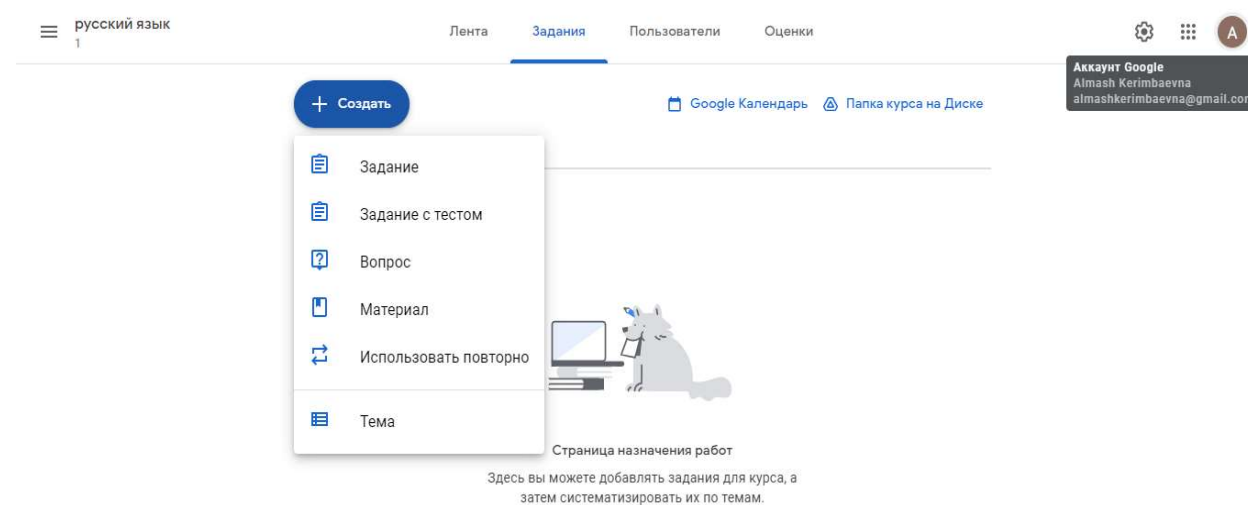 русский язык
1
Лента Задания Пользователи Оценки
A
Аккаунт Google
Almash Kerimbaevna
almashkerimbaevna@gmail.com
Создать
Google Календарь Папка курса на Диске
Задание
Задание с тестом
Вопрос
Материал
Использовать повторно
Тема
Страница назначения работ
Здесь вы можете добавлять задания для курса, а
затем систематизировать их по темам.